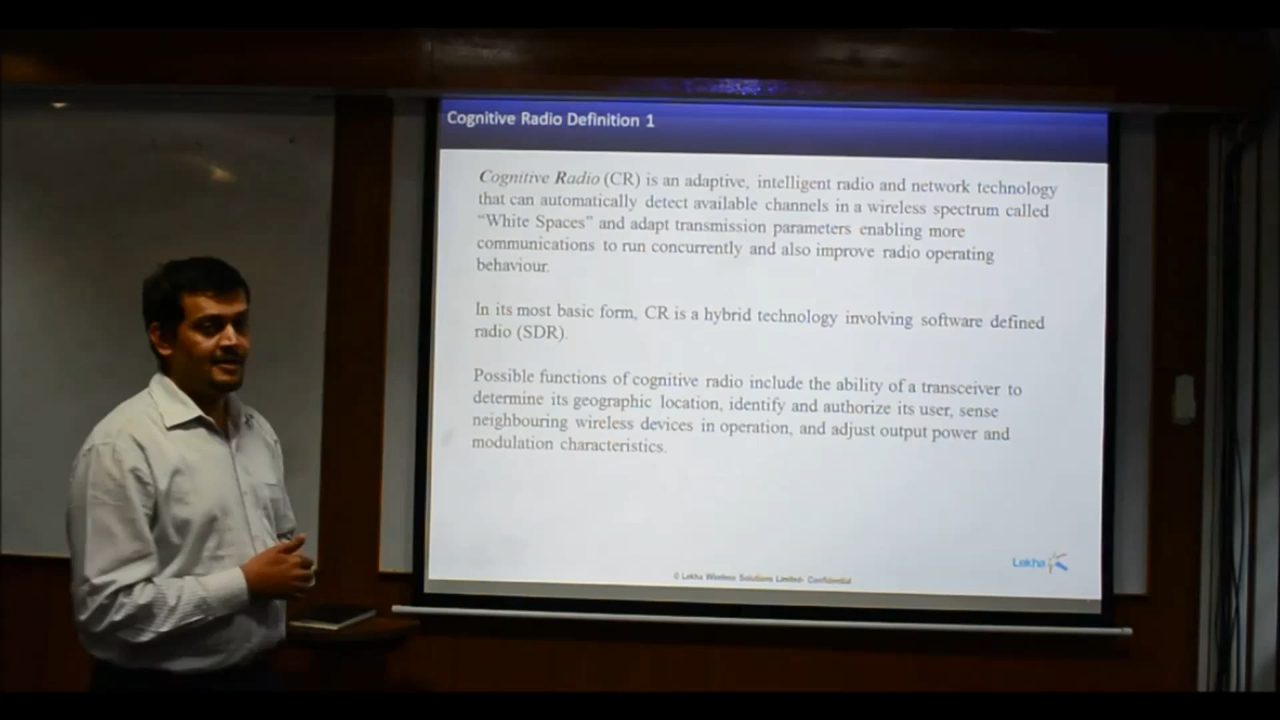 Cognitive Radio Definition 1
Cognitive Radio (CR) is an adaptive, intelligent radio and network technology
that can automatically detect available channels in a wireless spectrum called
“White Spaces” and adapt transmission parameters enabling more
communications to run concurrently and also improve radio operating
behaviour.
In its most basic form, CR is a hybrid technology involving software defined
radio (SDR).
Possible functions of cognitive radio include the ability of a transceiver to
determine its geographic location, identify and authorize its user, sense
neighbouring wireless devices in operation, and adjust output power and
modulation characteristics.
Lekha
© Lekha Wireless Solutions Limited- Confidential